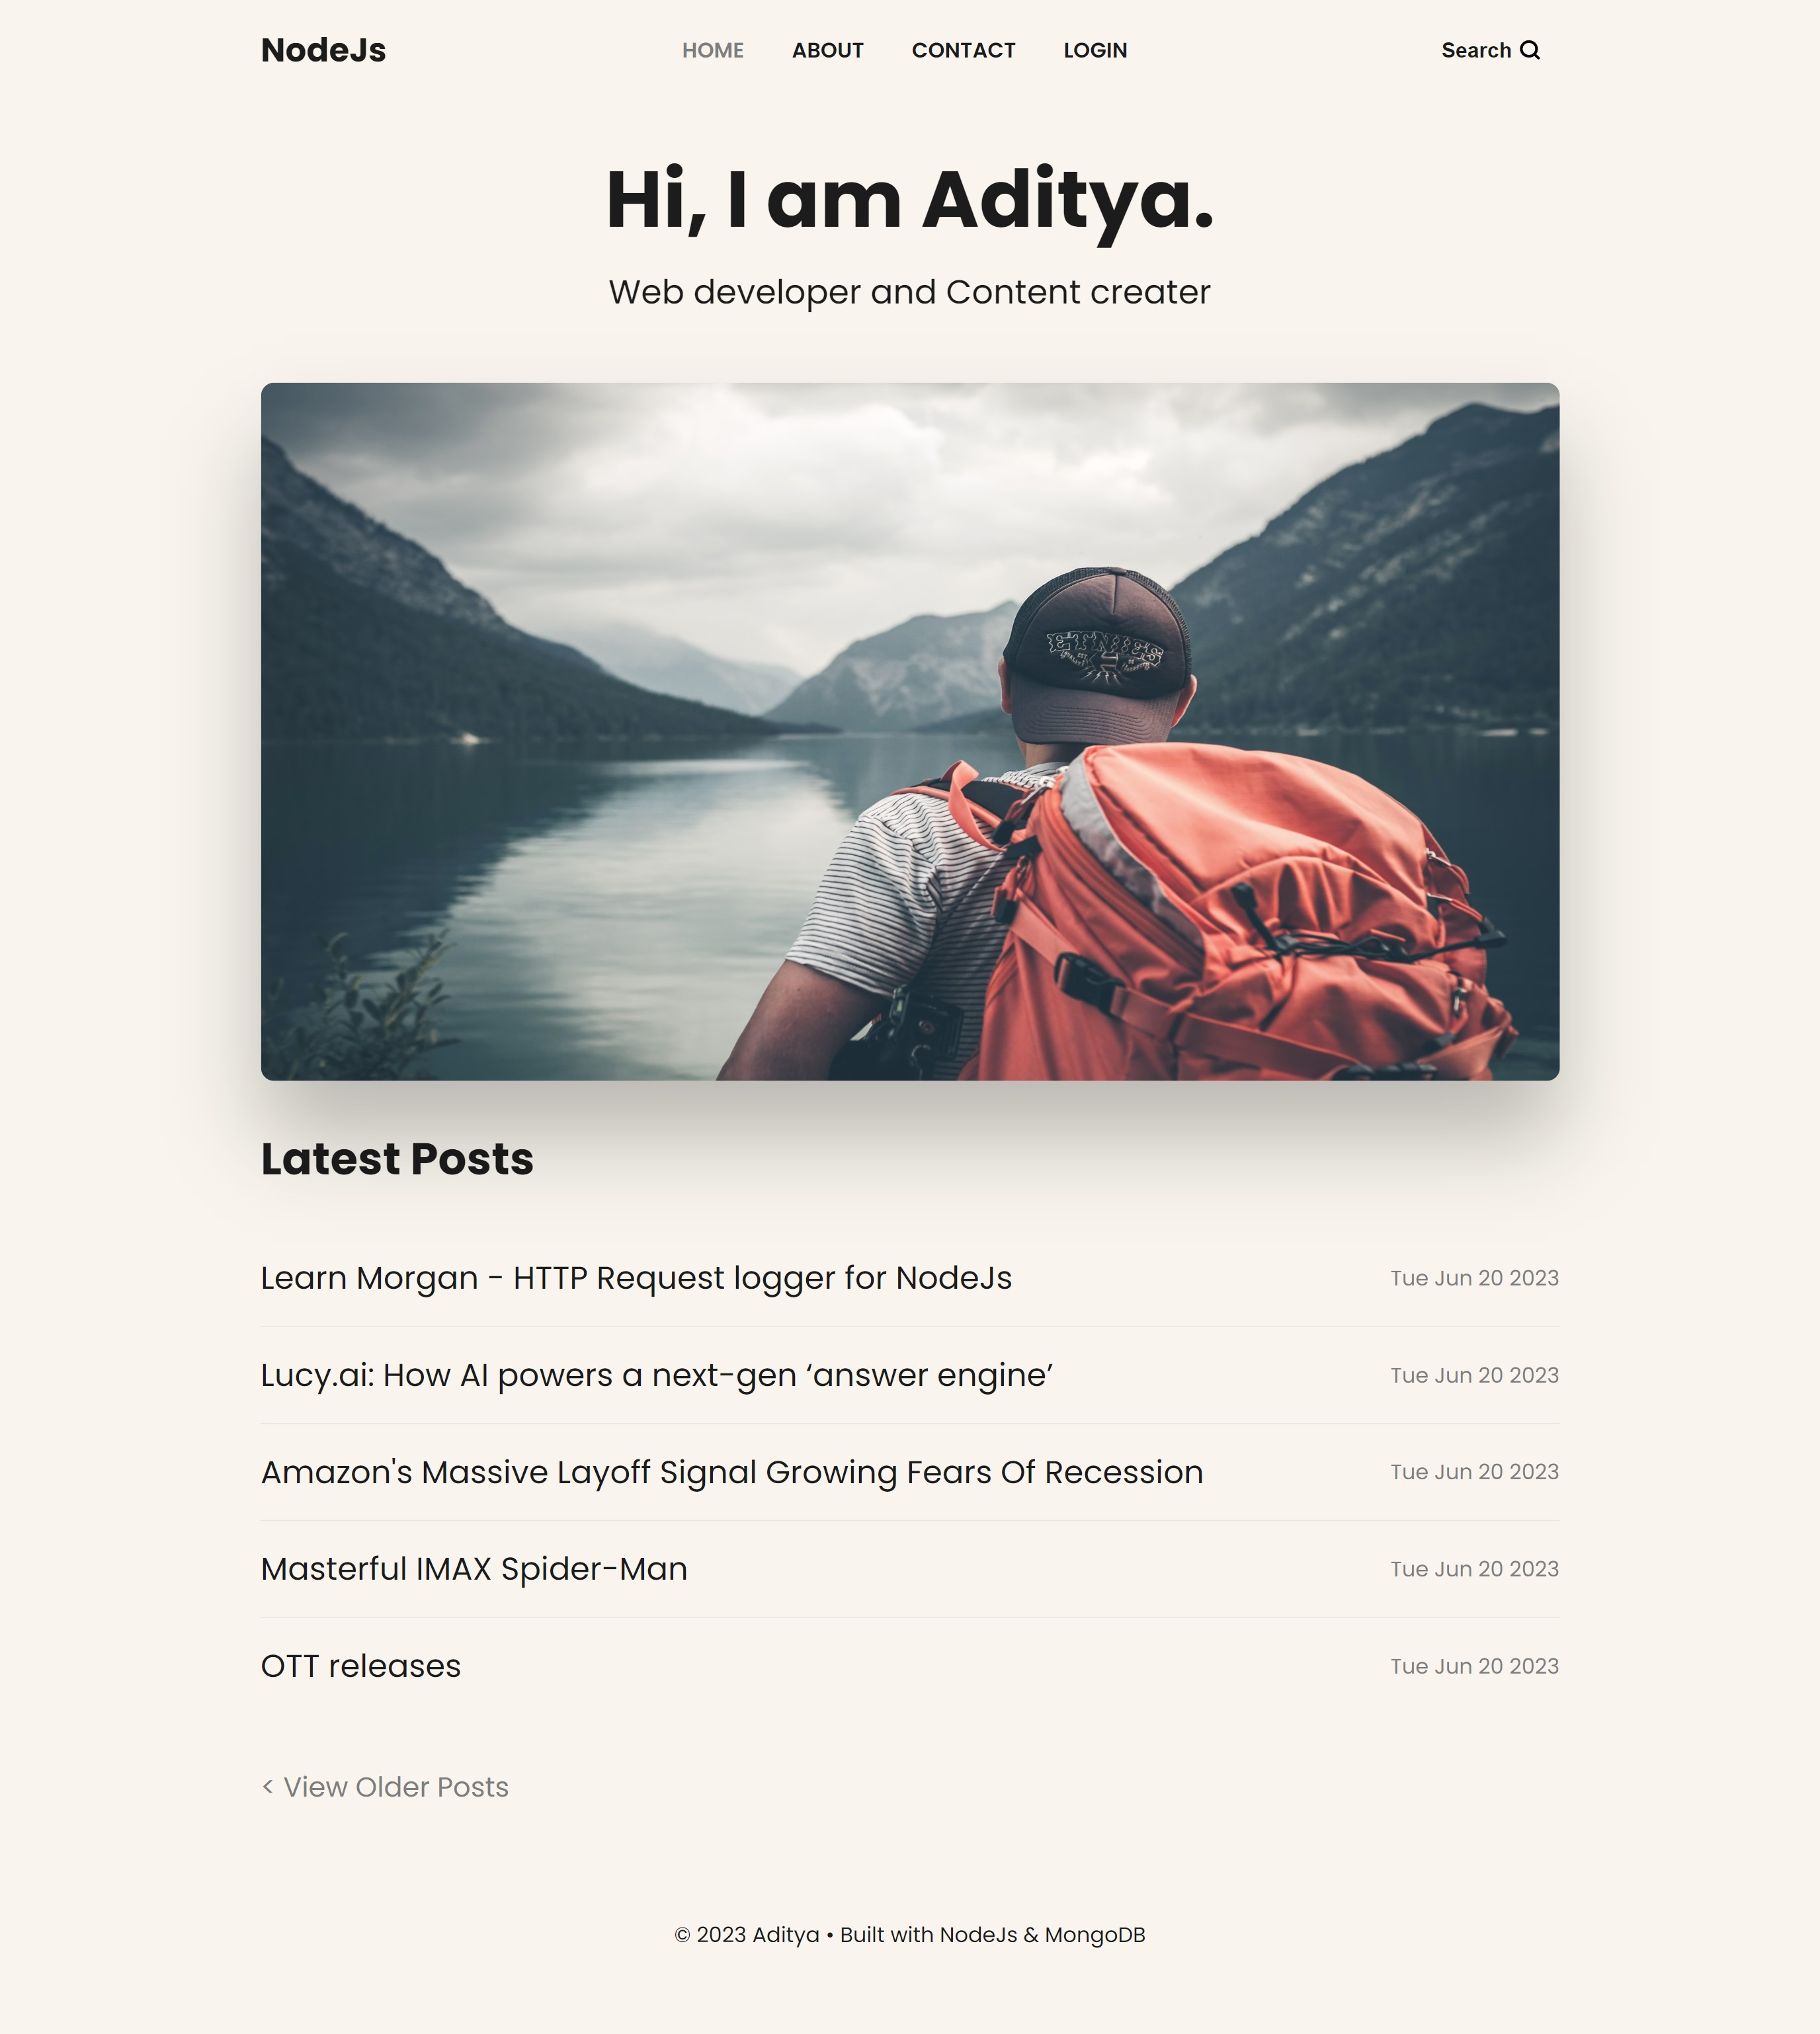 NodeJs
HOME ABOUT CONTACT LOGIN
Search
Hi, I am Aditya.
Web developer and Content creater
ETNIES
Latest Posts
Learn Morgan - HTTP Request logger for NodeJs Tue Jun 20 2023
Lucy.ai: How AI powers a next-gen ‘answer engine’ Tue Jun 20 2023
Amazon's Massive Layoff Signal Growing Fears Of Recession Tue Jun 20 2023
Masterful IMAX Spider-Man Tue Jun 20 2023
OTT releases Tue Jun 20 2023
< View Older Posts
© 2023 Aditya • Built with NodeJs & MongoDB